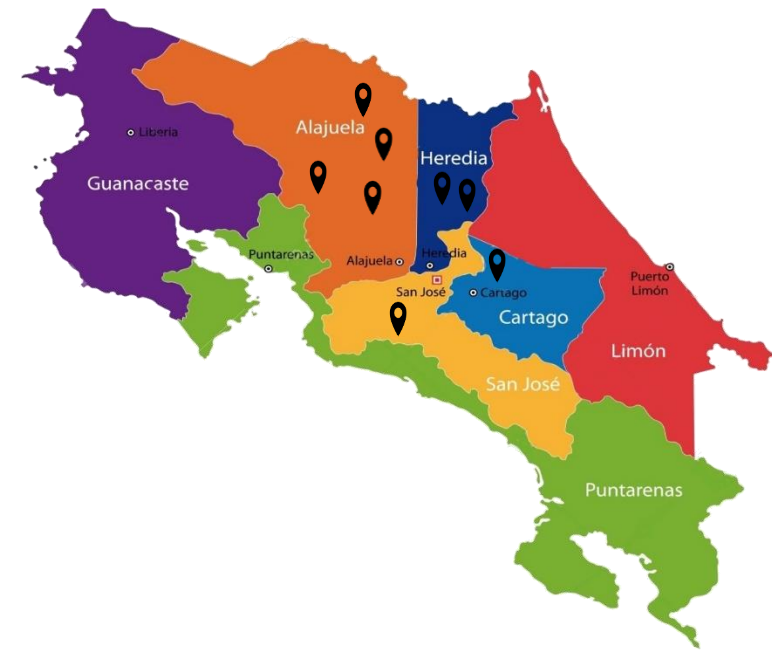 Alajuela
Liberia
Heredia
Guanacaste
Puntarenas
Alajuela
Heredia
San José
Cartago
Puerto
Limón
Cartago
Limón
San José
Puntarenas